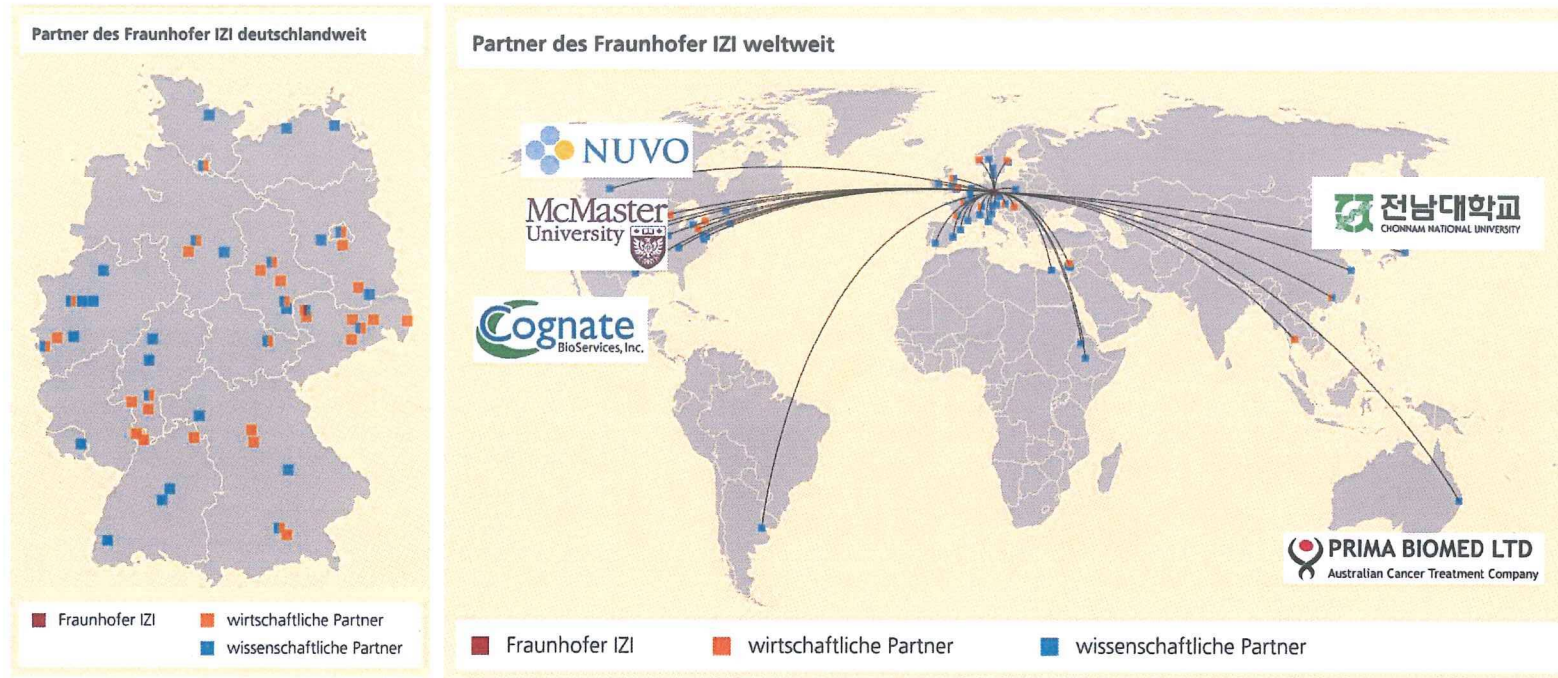 Partner des Fraunhofer IZI deutschlandweit
Fraunhofer IZI
wirtschaftliche Partner
wissenschaftliche Partner
Partner des Fraunhofer IZI weltweit
NUVO
McMaster
University
Cognate
BioServices, Inc.
전남대학교
CHONNAM NATIONAL UNIVERSITY
PRIMA BIOMED LTD
Australian Cancer Treatment Company
Fraunhofer IZI
wirtschaftliche Partner
wissenschaftliche Partner